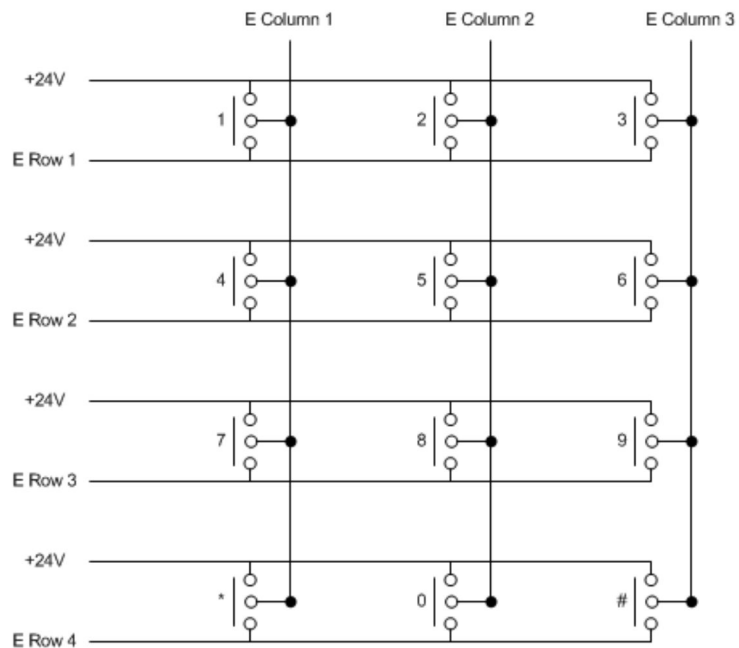 E Column 1 E Column 2 E Column 3
+24V
1 2 3
E Row 1
+24V
4 5 6
E Row 2
+24V
7 8 9
E Row 3
+24V
* 0 #
E Row 4